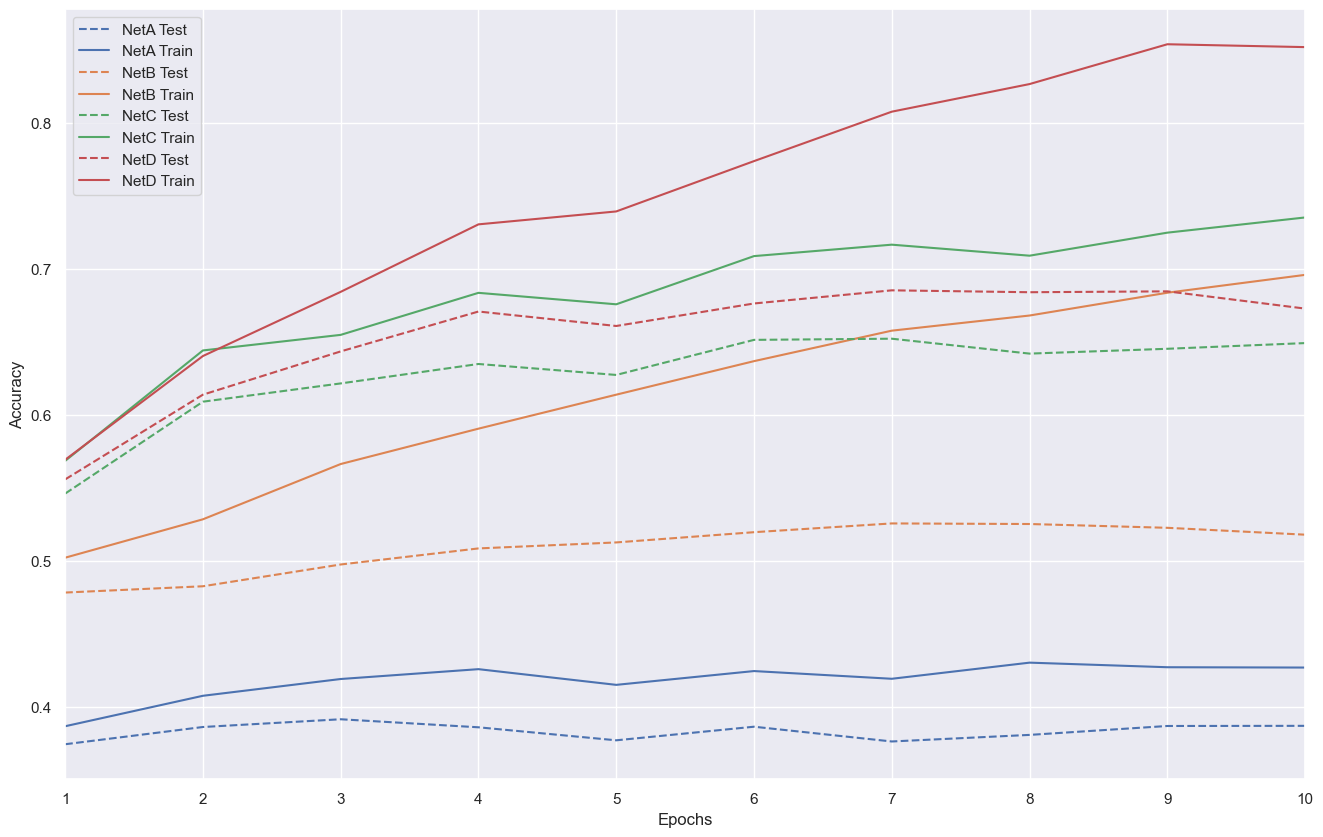 NetA Test
NetA Train
NetB Test
NetB Train
NetC Test
NetC Train
NetD Test
NetD Train
0.8
0.7
0.6
0.5
0.4
Accuracy
1 2 3 4 5 6 7 8 9 10
Epochs